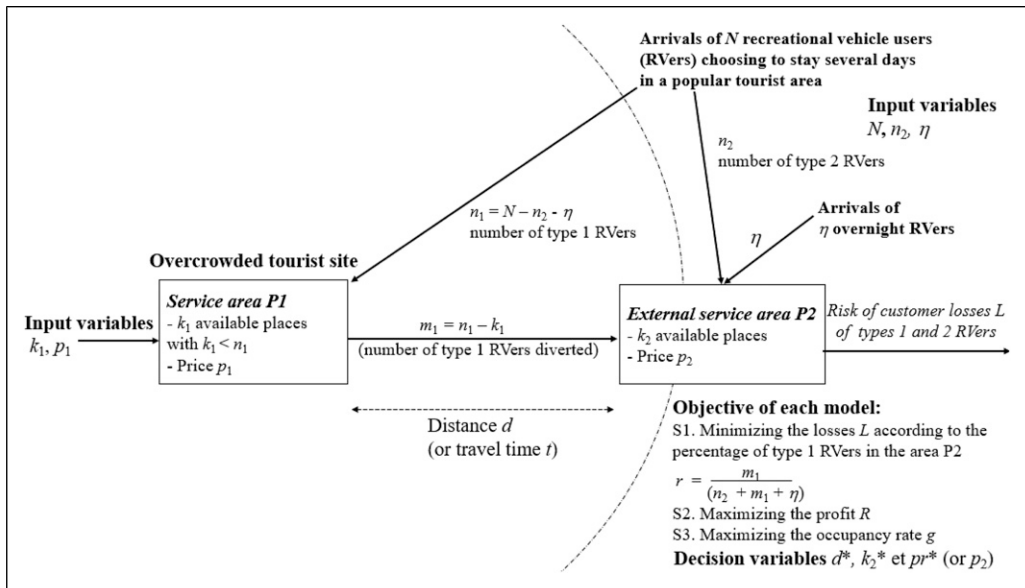 Arrivals of N recreational vehicle users
(RVers) choosing to stay several days
in a popular tourist area
Input variables
N, n₂, η
n₂
number of type 2 RVers
n₁ = N – n₂ - η
number of type 1 RVers
Arrivals of
η overnight RVers
η
Overcrowded tourist site
Input variables
k₁, p₁
Service area P1
- k₁ available places
with k₁ < n₁
- Price p₁
m₁ = n₁ – k₁
(number of type 1 RVers diverted)
External service area P2
- k₂ available places
- Price p₂
Risk of customer losses L
of types 1 and 2 RVers
Distance d
(or travel time t)
Objective of each model:
S1. Minimizing the losses L according to the
percentage of type 1 RVers in the area P2
r = m₁ / (n₂ + m₁ + η)
S2. Maximizing the profit R
S3. Maximizing the occupancy rate g
Decision variables d*, k₂* et pr* (or p₂)